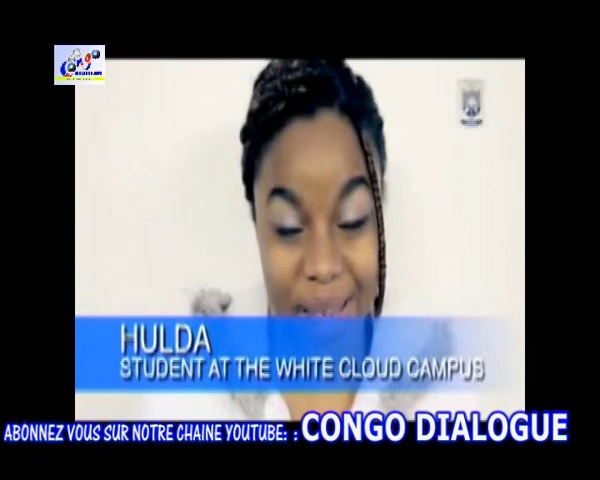 HULDA
STUDENT AT THE WHITE CLOUD CAMPUS
ABONNEZ VOUS SUR NOTRE CHAINE YOUTUBE: : CONGO DIALOGUE